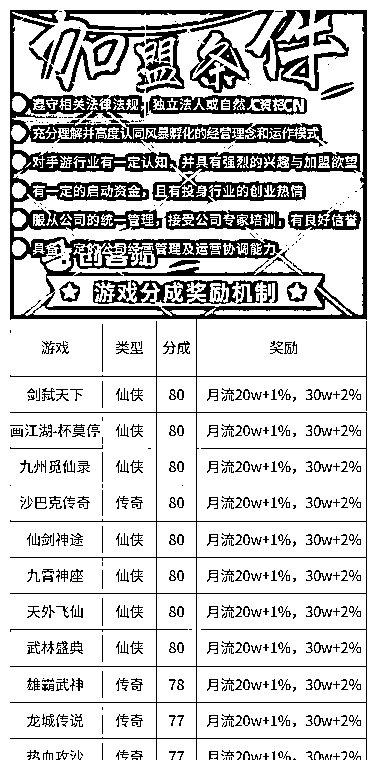 加盟条件
遵守相关法律法规，独立法人或自然人
充分理解并高度认同风暴孵化的经营理念和运作模式
对手游行业有一定认知，并具有强烈的兴趣与加盟欲望
有一定的启动资金，且有投身行业的创业热情
服从公司的统一管理，接受公司专家培训，有良好信誉
定的公司经营管理及运营协调能力
游戏分成奖励机制
游戏 类型 分成 奖励
剑弑天下 仙侠 80 月流20w+1%，30w+2%
画江湖-杯莫停 仙侠 80 月流20w+1%，30w+2%
九州觅仙录 仙侠 80 月流20w+1%，30w+2%
沙巴克传奇 传奇 80 月流20w+1%，30w+2%
仙剑神途 仙侠 80 月流20w+1%，30w+2%
九霄神座 仙侠 80 月流20w+1%，30w+2%
天外飞仙 仙侠 80 月流20w+1%，30w+2%
武林盛典 仙侠 80 月流20w+1%，30w+2%
雄霸武神 传奇 78 月流20w+1%，30w+2%
龙城传说 传奇 77 月流20w+1%，30w+2%
热血攻沙 传奇 77 月流20w+1%，30w+2%